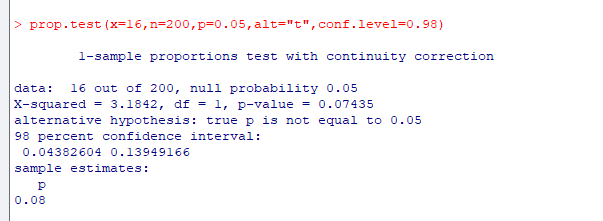 > prop.test(x=16,n=200,p=0.05,alt="t",conf.level=0.98)
1-sample proportions test with continuity correction
data:  16 out of 200, null probability 0.05
X-squared = 3.1842, df = 1, p-value = 0.07435
alternative hypothesis: true p is not equal to 0.05
98 percent confidence interval:
0.04382604 0.13949166
sample estimates:
p
0.08